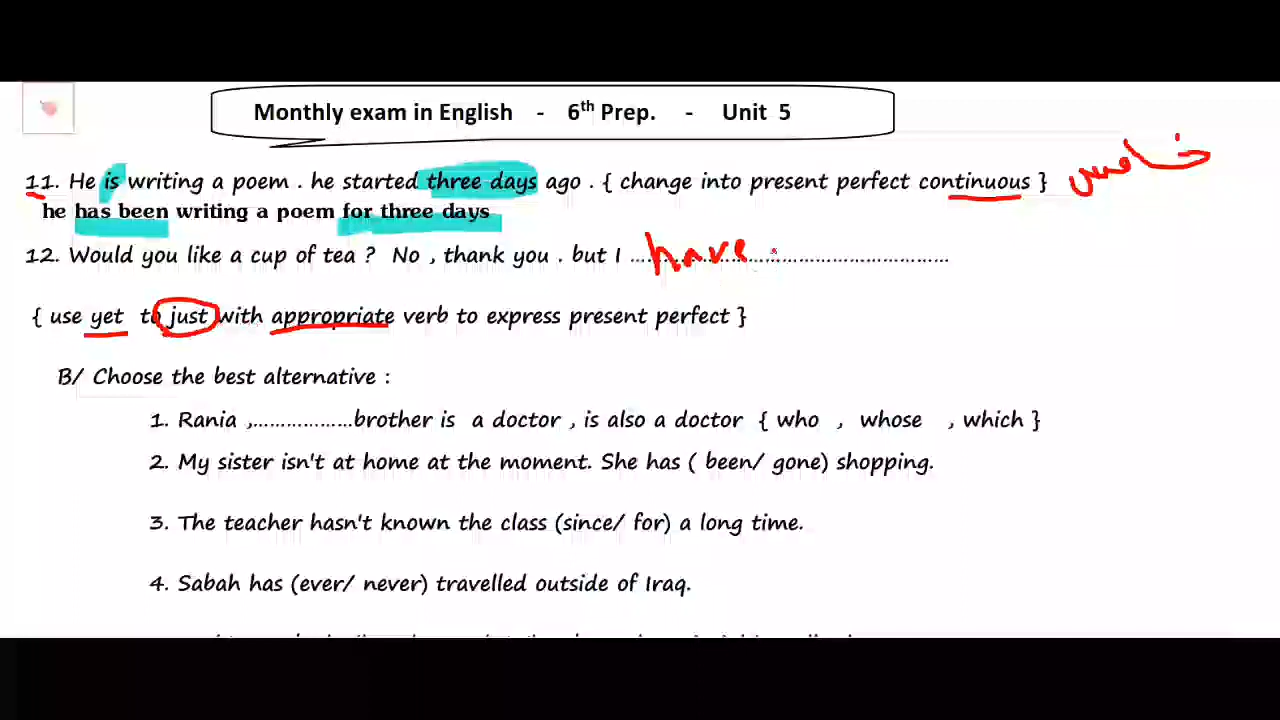 Monthly exam in English - 6th Prep. - Unit 5
11. He is writing a poem . he started three days ago . { change into present perfect continuous } خامس
he has been writing a poem for three days
12. Would you like a cup of tea ? No , thank you . but I have ....................................................
{ use yet to just with appropriate verb to express present perfect }
B/ Choose the best alternative :
1. Rania ,..................brother is a doctor , is also a doctor { who , whose , which }
2. My sister isn't at home at the moment. She has ( been/ gone) shopping.
3. The teacher hasn't known the class (since/ for) a long time.
4. Sabah has (ever/ never) travelled outside of Iraq.